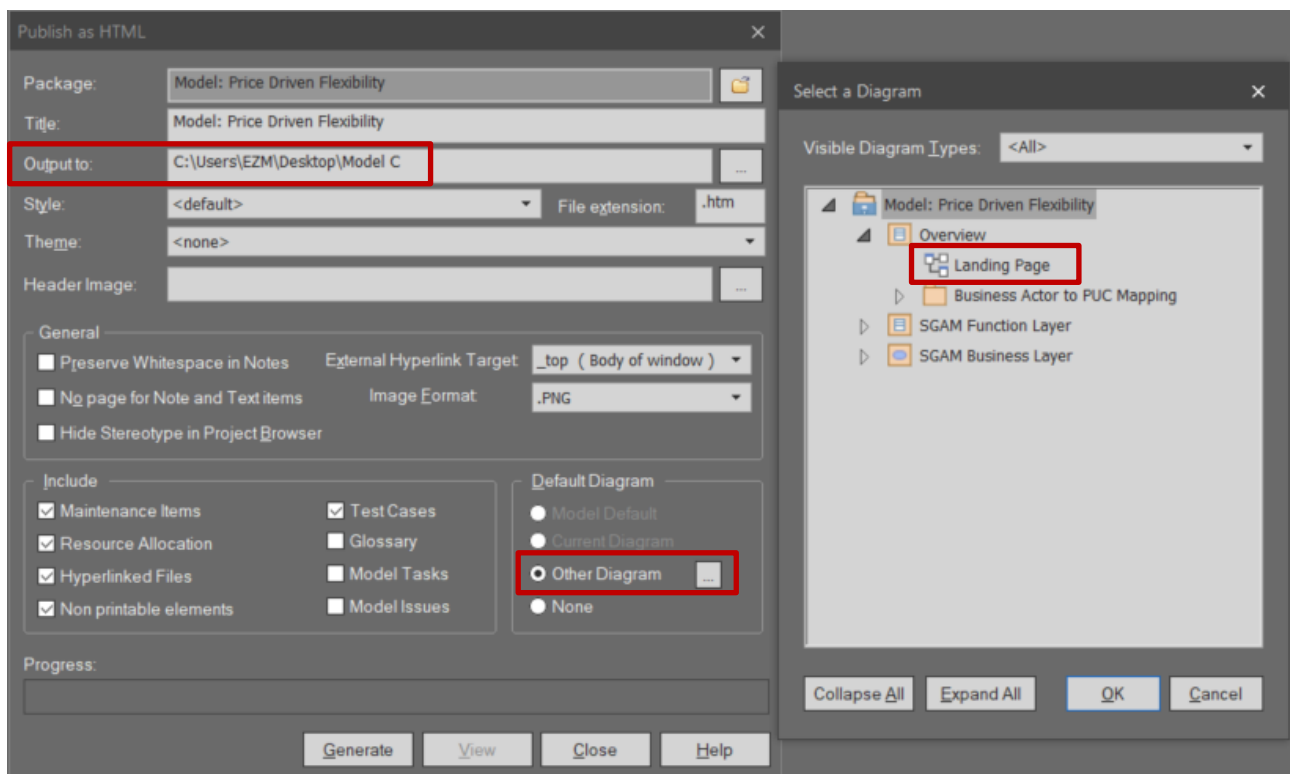 Publish as HTML
Package: Model: Price Driven Flexibility
Title: Model: Price Driven Flexibility
Output to: C:\Users\EZM\Desktop\Model C ...
Style: <default> File extension: .htm
Theme: <none>
Header Image: ...
General
Preserve Whitespace in Notes External Hyperlink Target _top ( Body of window )
No page for Note and Text items Image Format .PNG
Hide Stereotype in Project Browser
Include
Maintenance Items Test Cases
Resource Allocation Glossary
Hyperlinked Files Model Tasks
Non printable elements Model Issues
Default Diagram
Model Default
Current Diagram
Other Diagram ...
None
Progress:
Generate View Close Help
Select a Diagram
Visible Diagram Types: <All>
Model: Price Driven Flexibility
Overview
Landing Page
Business Actor to PUC Mapping
SGAM Function Layer
SGAM Business Layer
Collapse All Expand All OK Cancel